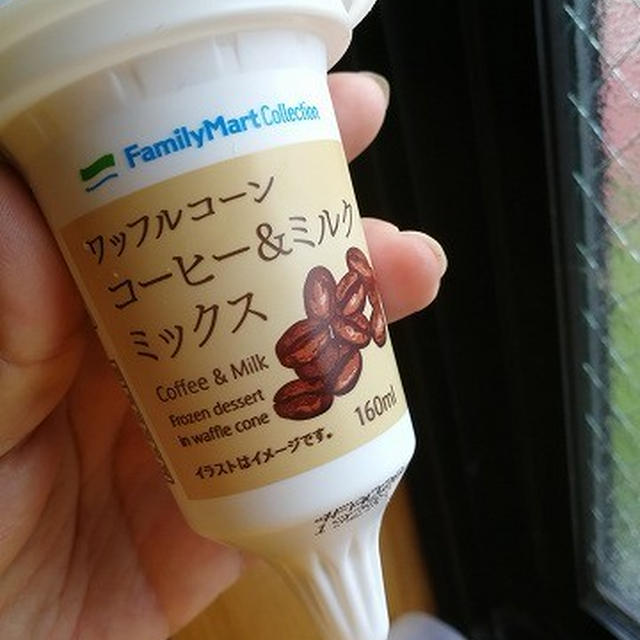 FamilyMart Collection
ワッフルコーン
コーヒー&ミルク
ミックス
Coffee & Milk
Frozen dessert
in waffle cone
160ml
イラストはイメージです。